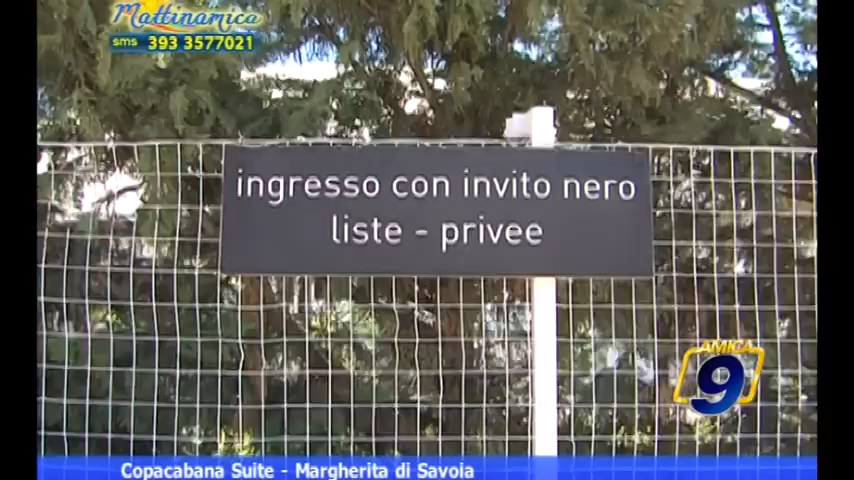 Mattinamica
sms 393 3577021
ingresso con invito nero
liste - privee
AMICA
9
Copacabana Suite - Margherita di Savoia